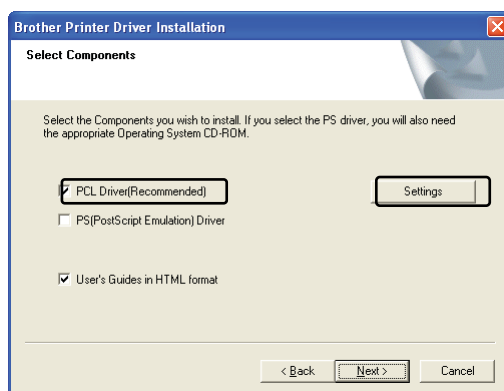 Brother Printer Driver Installation
Select Components
Select the Components you wish to install. If you select the PS driver, you will also need
the appropriate Operating System CD-ROM.
PCL Driver(Recommended)
Settings
PS(PostScript Emulation) Driver
User's Guides in HTML format
< Back
Next >
Cancel